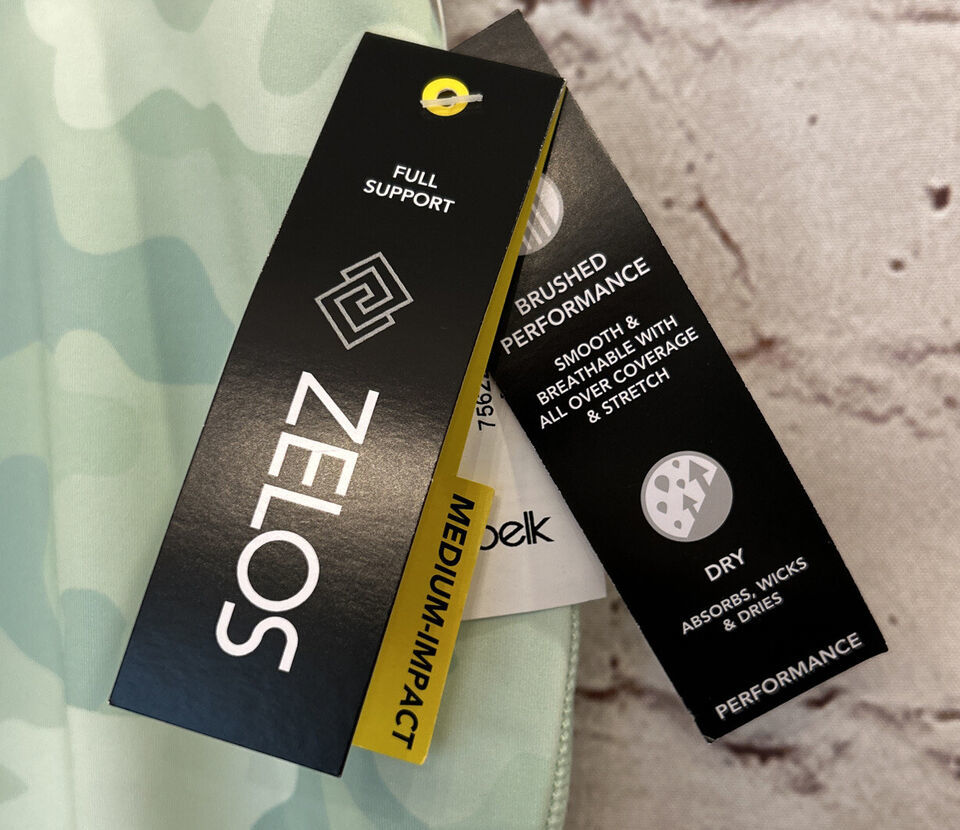 FULL
SUPPORT
ZELOS
MEDIUM-IMPACT
BRUSHED
PERFORMANCE
SMOOTH &
BREATHABLE WITH
ALL OVER COVERAGE
& STRETCH
DRY
ABSORBS, WICKS
& DRIES
PERFORMANCE
belk